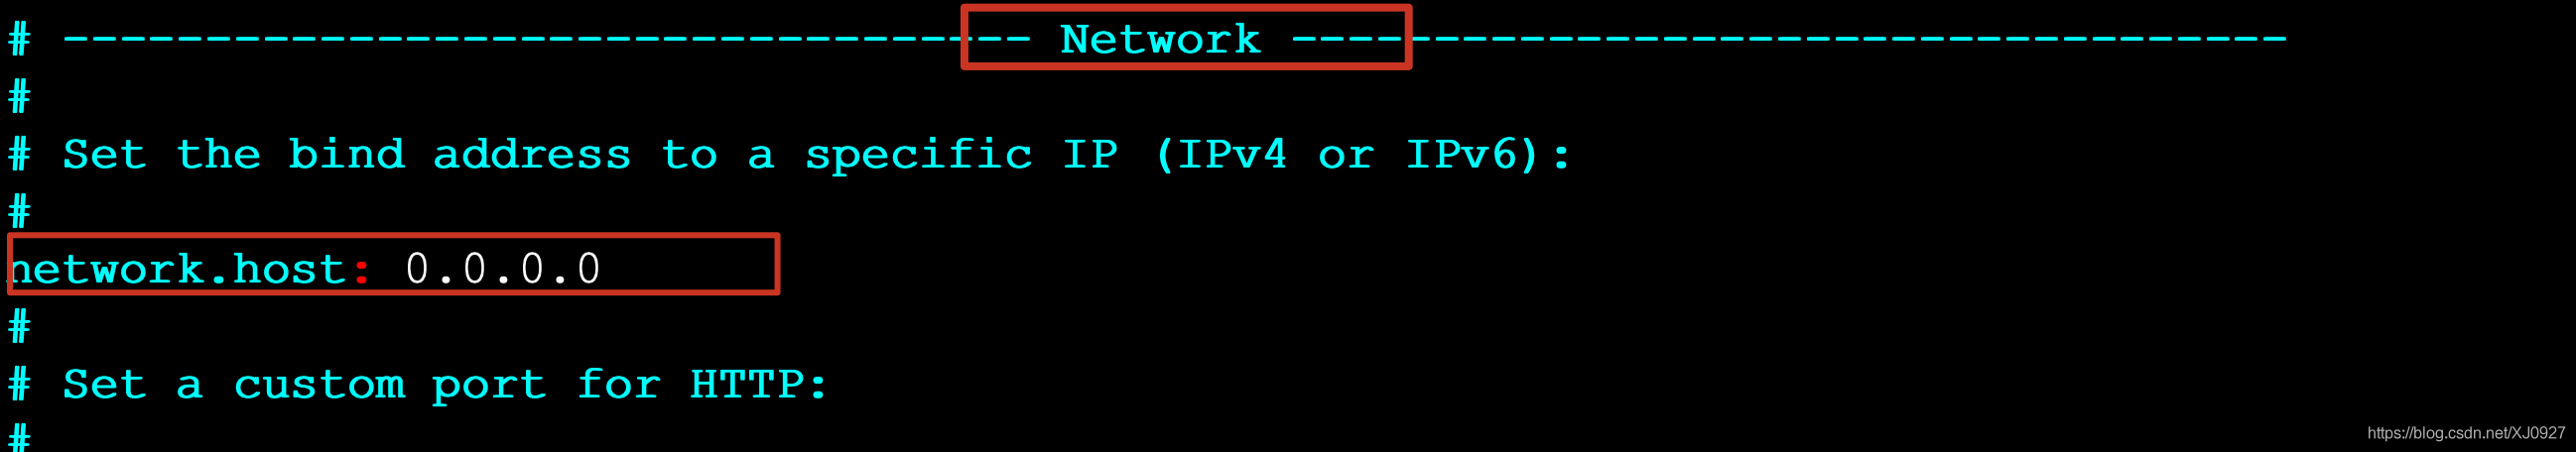 # ---------------------------------- Network -----------------------------------
#
# Set the bind address to a specific IP (IPv4 or IPv6):
#
network.host: 0.0.0.0
#
# Set a custom port for HTTP:
#
https://blog.csdn.net/XJ0927